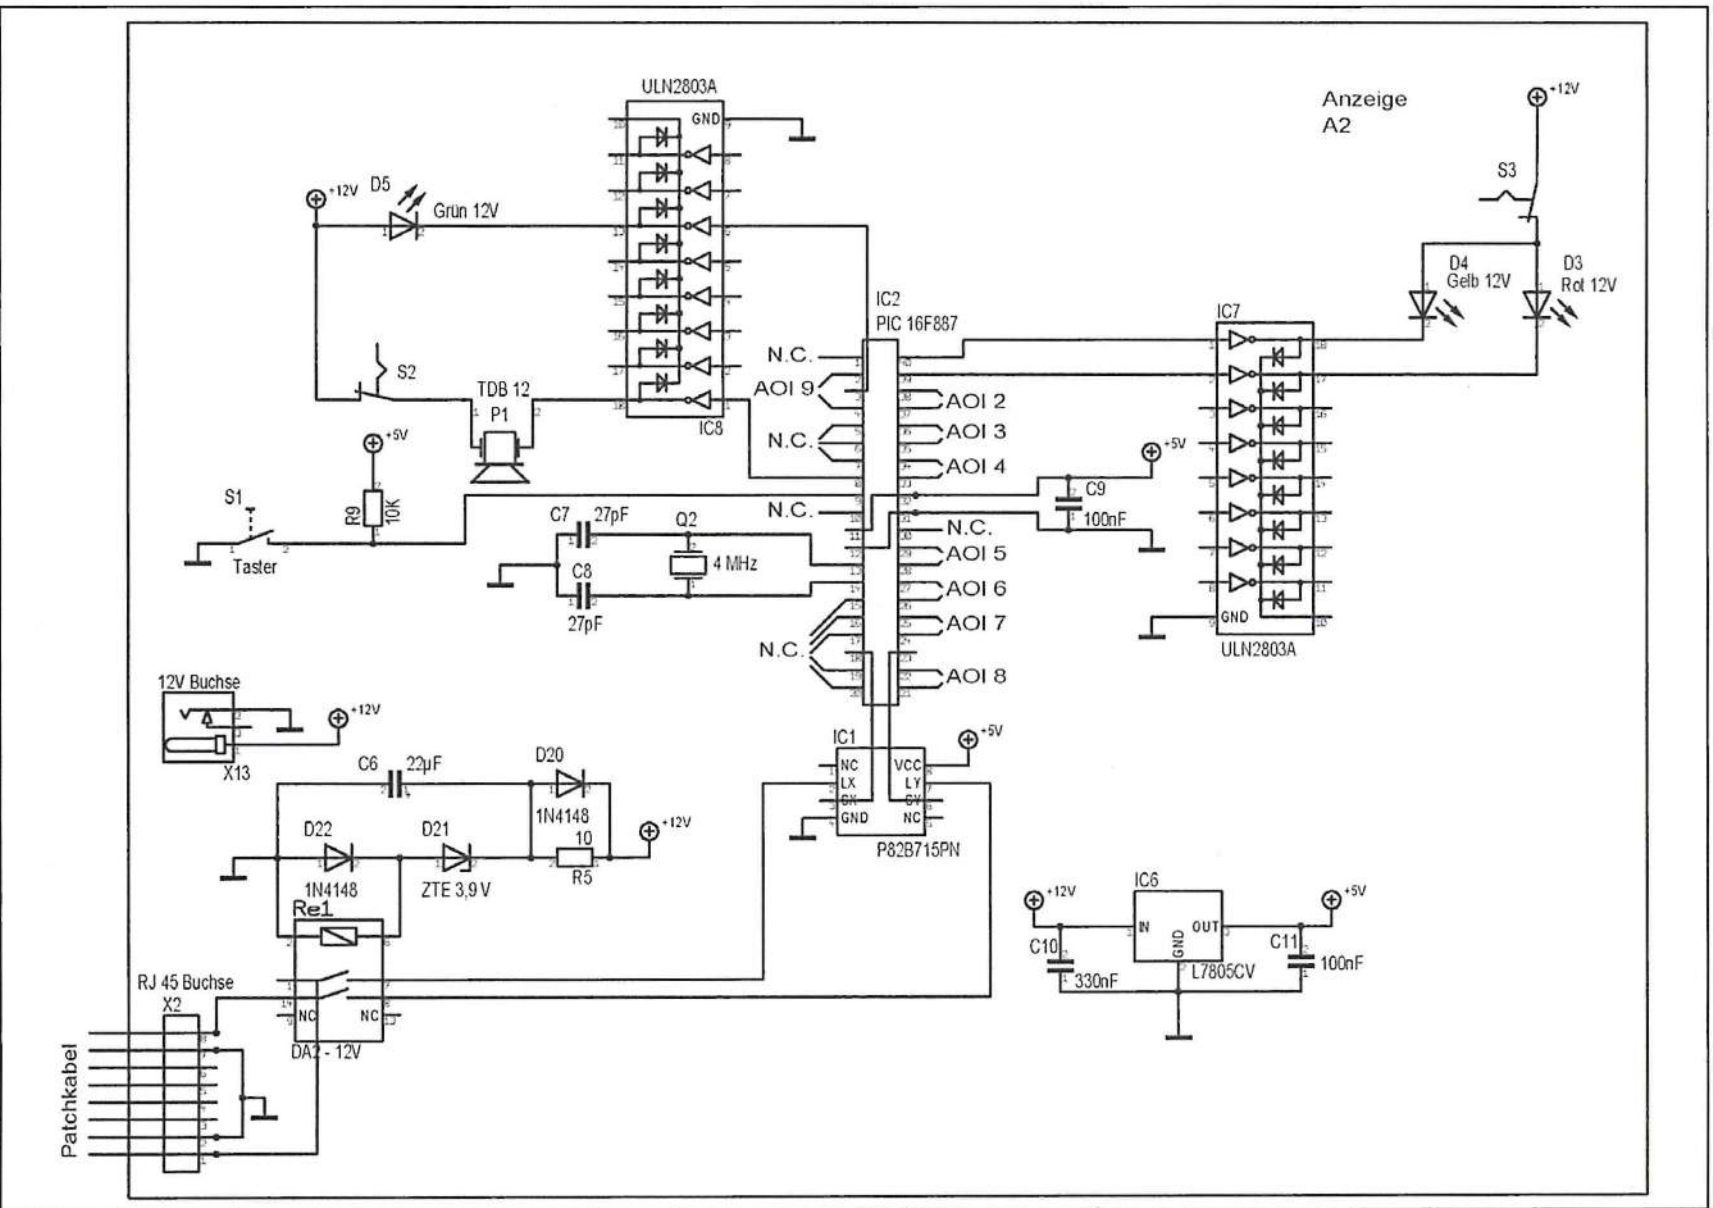 ULN2803A
GND
IC8
Anzeige
A2
+12V
S3
D4
Gelb 12V
D3
Rot 12V
+12V
D5
Grün 12V
S2
TDB 12
P1
+5V
R9
10K
S1
Taster
IC2
PIC 16F887
N.C.
AOI 9
N.C.
N.C.
N.C.
AOI 2
AOI 3
AOI 4
N.C.
AOI 5
AOI 6
AOI 7
AOI 8
+5V
C9
100nF
IC7
GND
ULN2803A
C7
27pF
C8
27pF
Q2
4 MHz
12V Buchse
X13
+12V
C6
22µF
D20
1N4148
D22
1N4148
D21
ZTE 3,9 V
10
R5
+12V
Re1
NC
NC
DA2 - 12V
RJ 45 Buchse
X2
Patchkabel
IC1
NC
LX
SX
GND
VCC
LY
SY
NC
+5V
P82B715PN
+12V
IC6
IN
OUT
GND
L7805CV
C10
330nF
C11
100nF
+5V